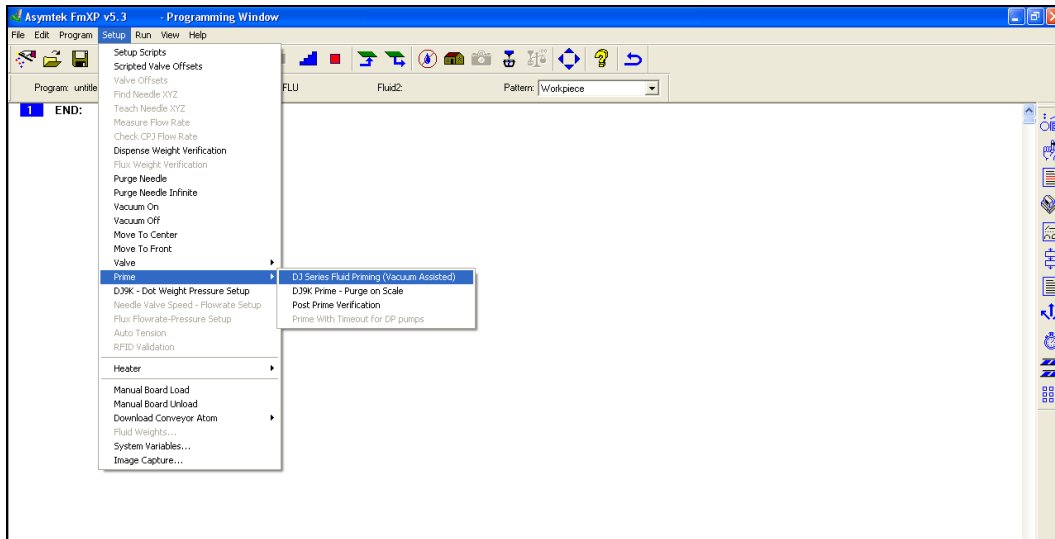 Asymtek FmXP v5.3 - Programming Window
File Edit Program Setup Run View Help
Program: untitle
FLU
Fluid2:
Pattern: Workpiece
1 END:
Setup Scripts
Scripted Valve Offsets
Valve Offsets
Find Needle XYZ
Teach Needle XYZ
Measure Flow Rate
Check CPJ Flow Rate
Dispense Weight Verification
Flux Weight Verification
Purge Needle
Purge Needle Infinite
Vacuum On
Vacuum Off
Move To Center
Move To Front
Valve
Prime
DJ9K - Dot Weight Pressure Setup
Needle Valve Speed - Flowrate Setup
Flux Flowrate-Pressure Setup
Auto Tension
RFID Validation
Heater
Manual Board Load
Manual Board Unload
Download Conveyor Atom
Fluid Weights...
System Variables...
Image Capture...
DJ Series Fluid Priming (Vacuum Assisted)
DJ9K Prime - Purge on Scale
Post Prime Verification
Prime With Timeout for DP pumps